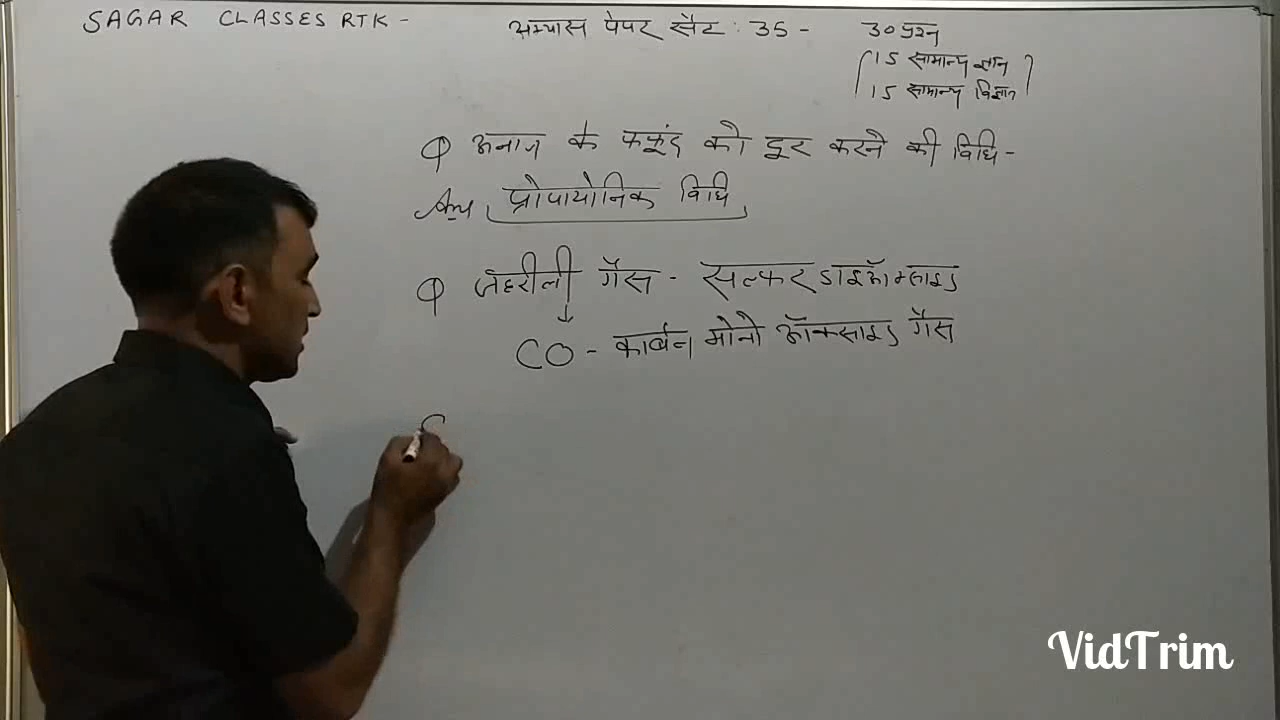 SAGAR CLASSES RTK -
अभ्यास पेपर सैट : 35 -
30 प्रश्न
15 सामान्य ज्ञान
15 सामान्य विज्ञान
Q अनाज के फफूंद को दूर करने की विधि -
Ans प्रोपायोनिक विधि
Q जहरीली गैस - सल्फर डाइऑक्साइड
CO - कार्बन मोनो ऑक्साइड गैस
VidTrim